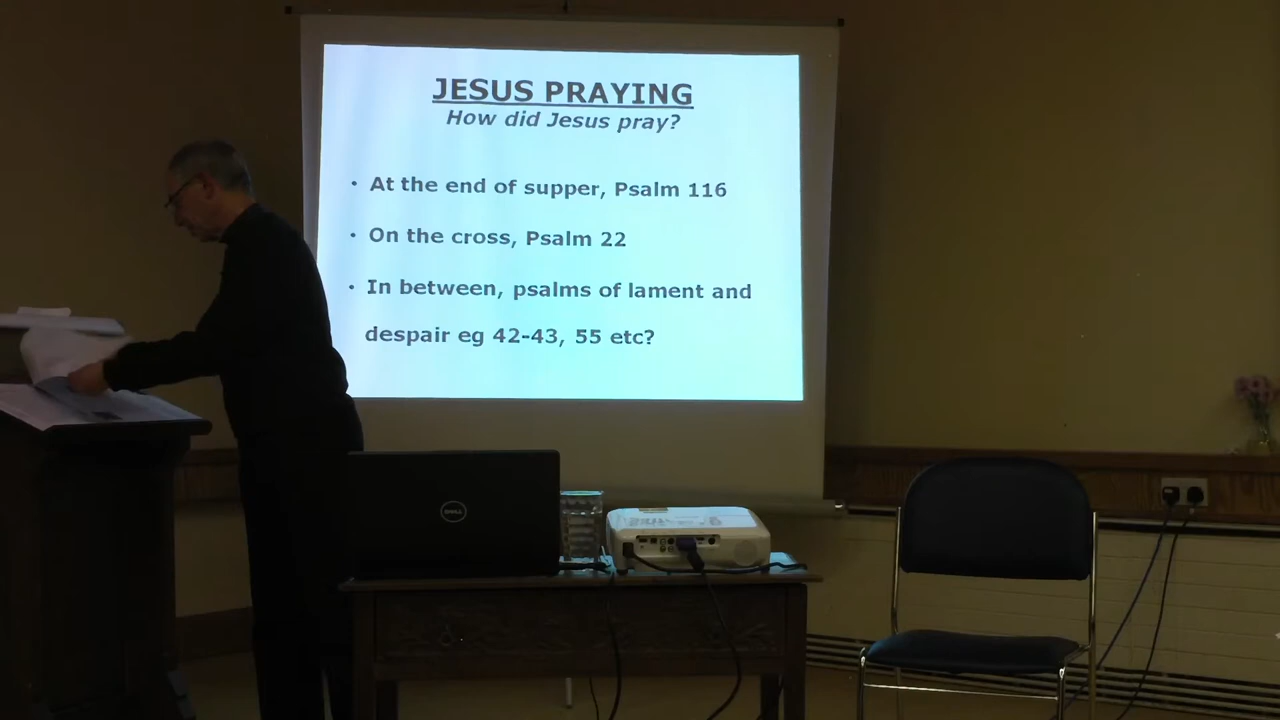 JESUS PRAYING
How did Jesus pray?
• At the end of supper, Psalm 116
• On the cross, Psalm 22
• In between, psalms of lament and
despair eg 42-43, 55 etc?
DELL